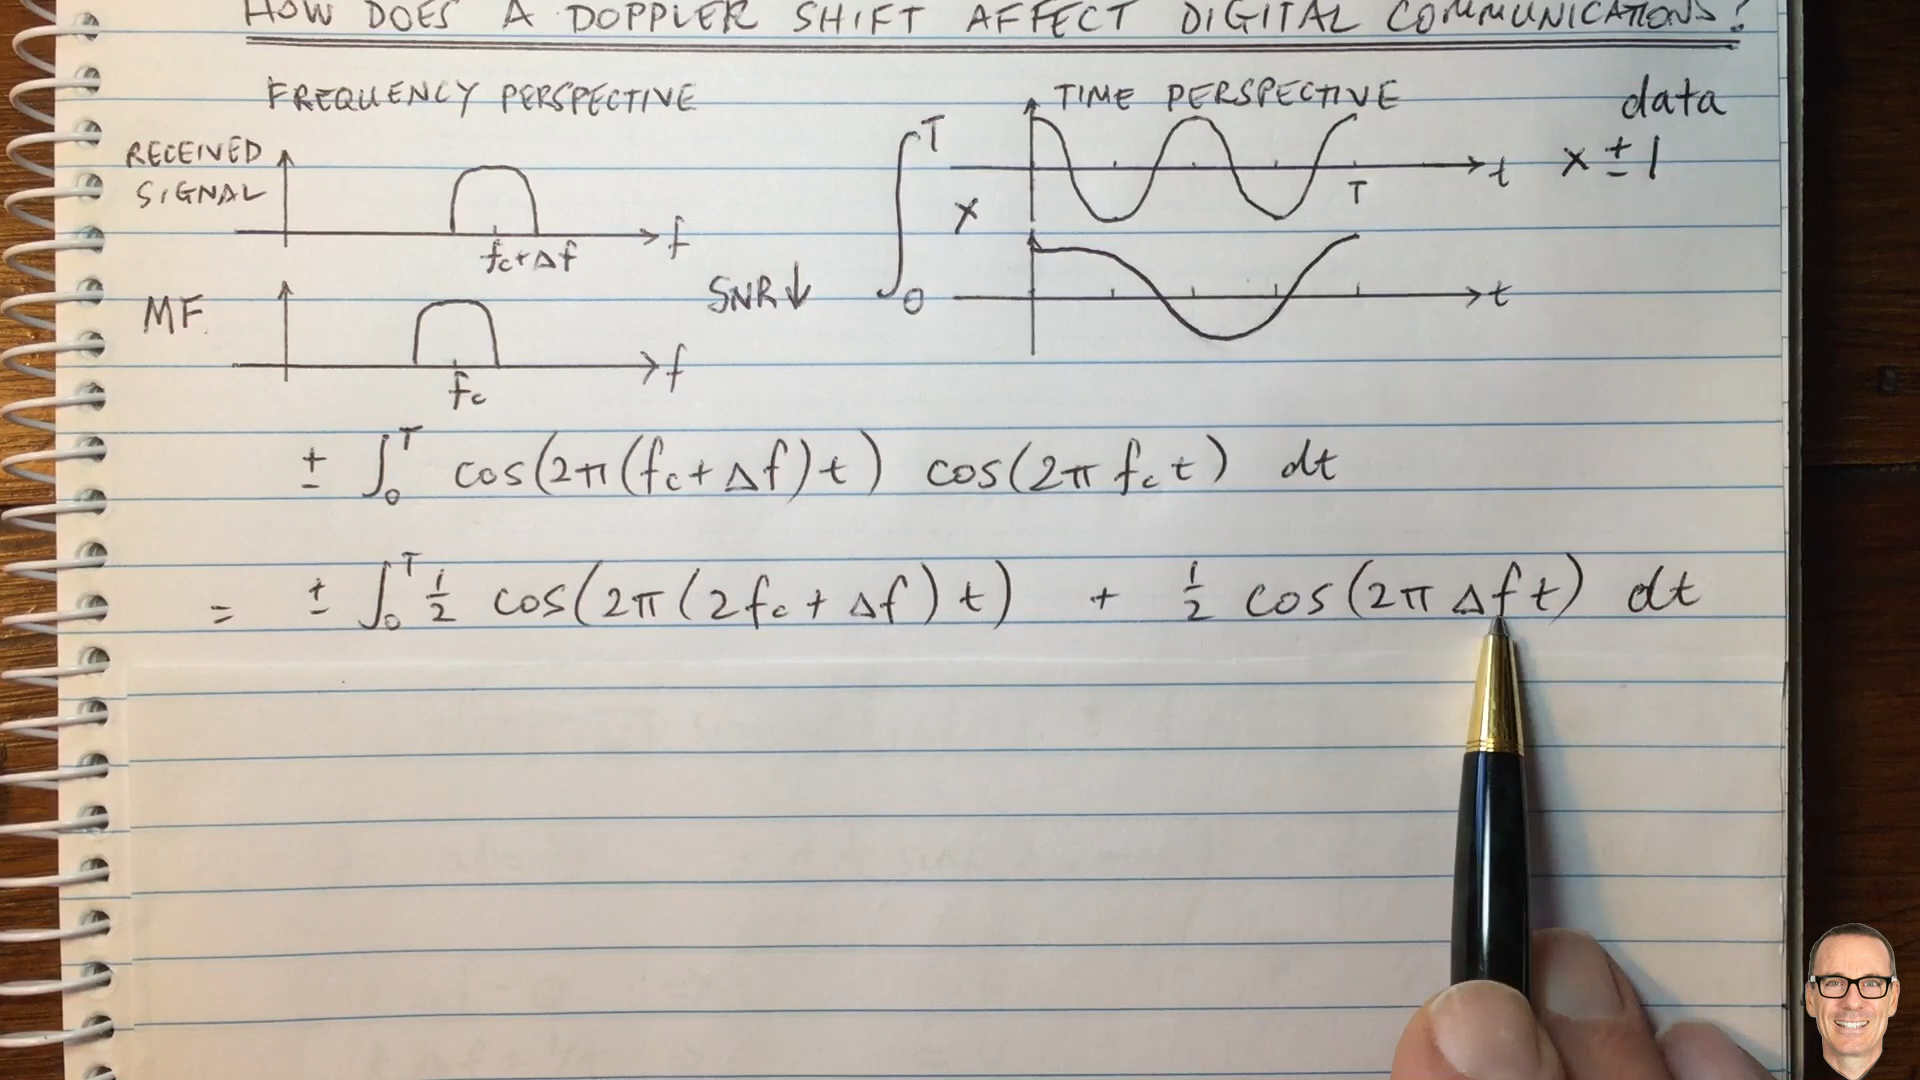 HOW DOES A DOPPLER SHIFT AFFECT DIGITAL COMMUNICATIONS?
FREQUENCY PERSPECTIVE
RECEIVED
SIGNAL
f
fc+Δf
MF
f
fc
SNR↓
TIME PERSPECTIVE
data
T
t
x ± 1
T
x
0
t
± ∫₀ᵀ cos(2π(fc+Δf)t) cos(2π fc t) dt
= ± ∫₀ᵀ ½ cos(2π(2fc+Δf)t) + ½ cos(2π Δf t) dt